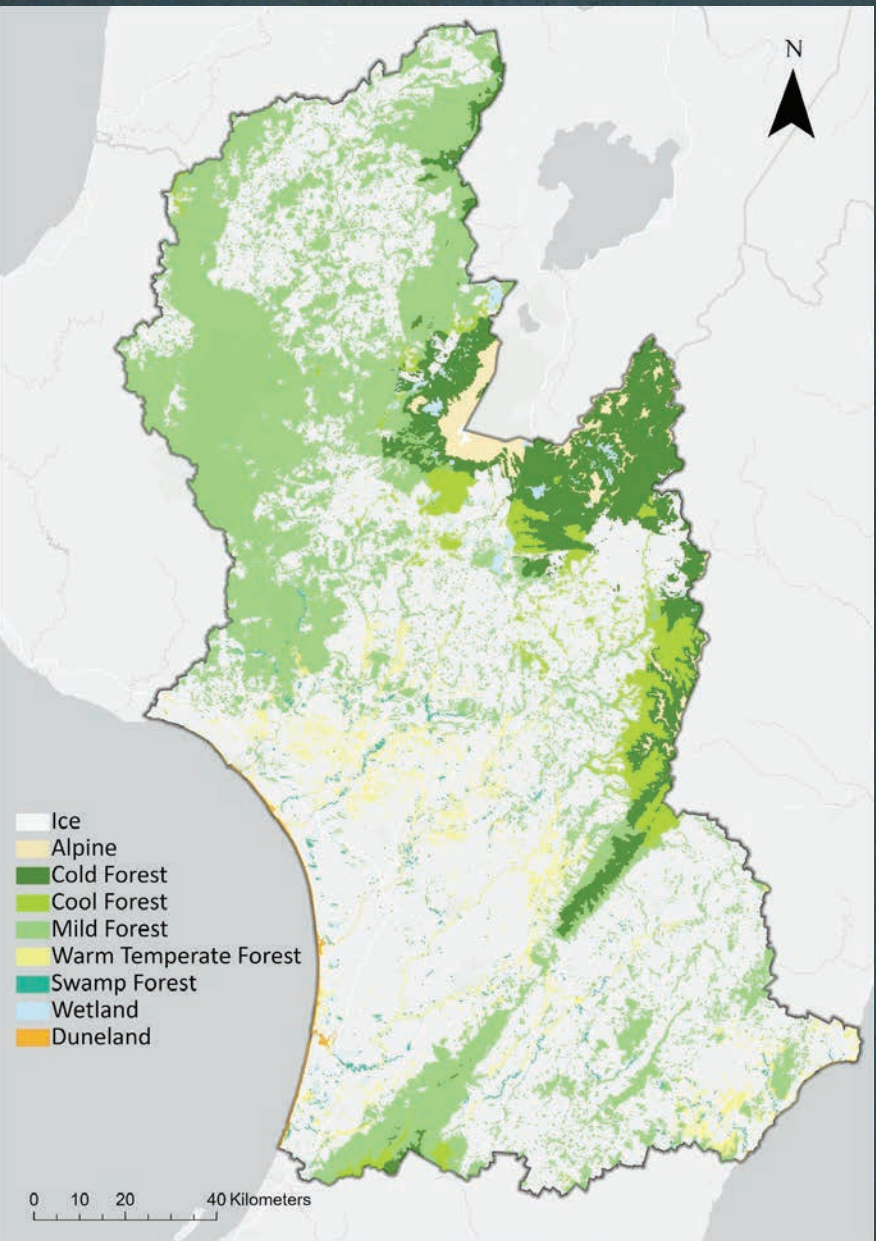 N
Ice
Alpine
Cold Forest
Cool Forest
Mild Forest
Warm Temperate Forest
Swamp Forest
Wetland
Duneland
0 10 20 40 Kilometers